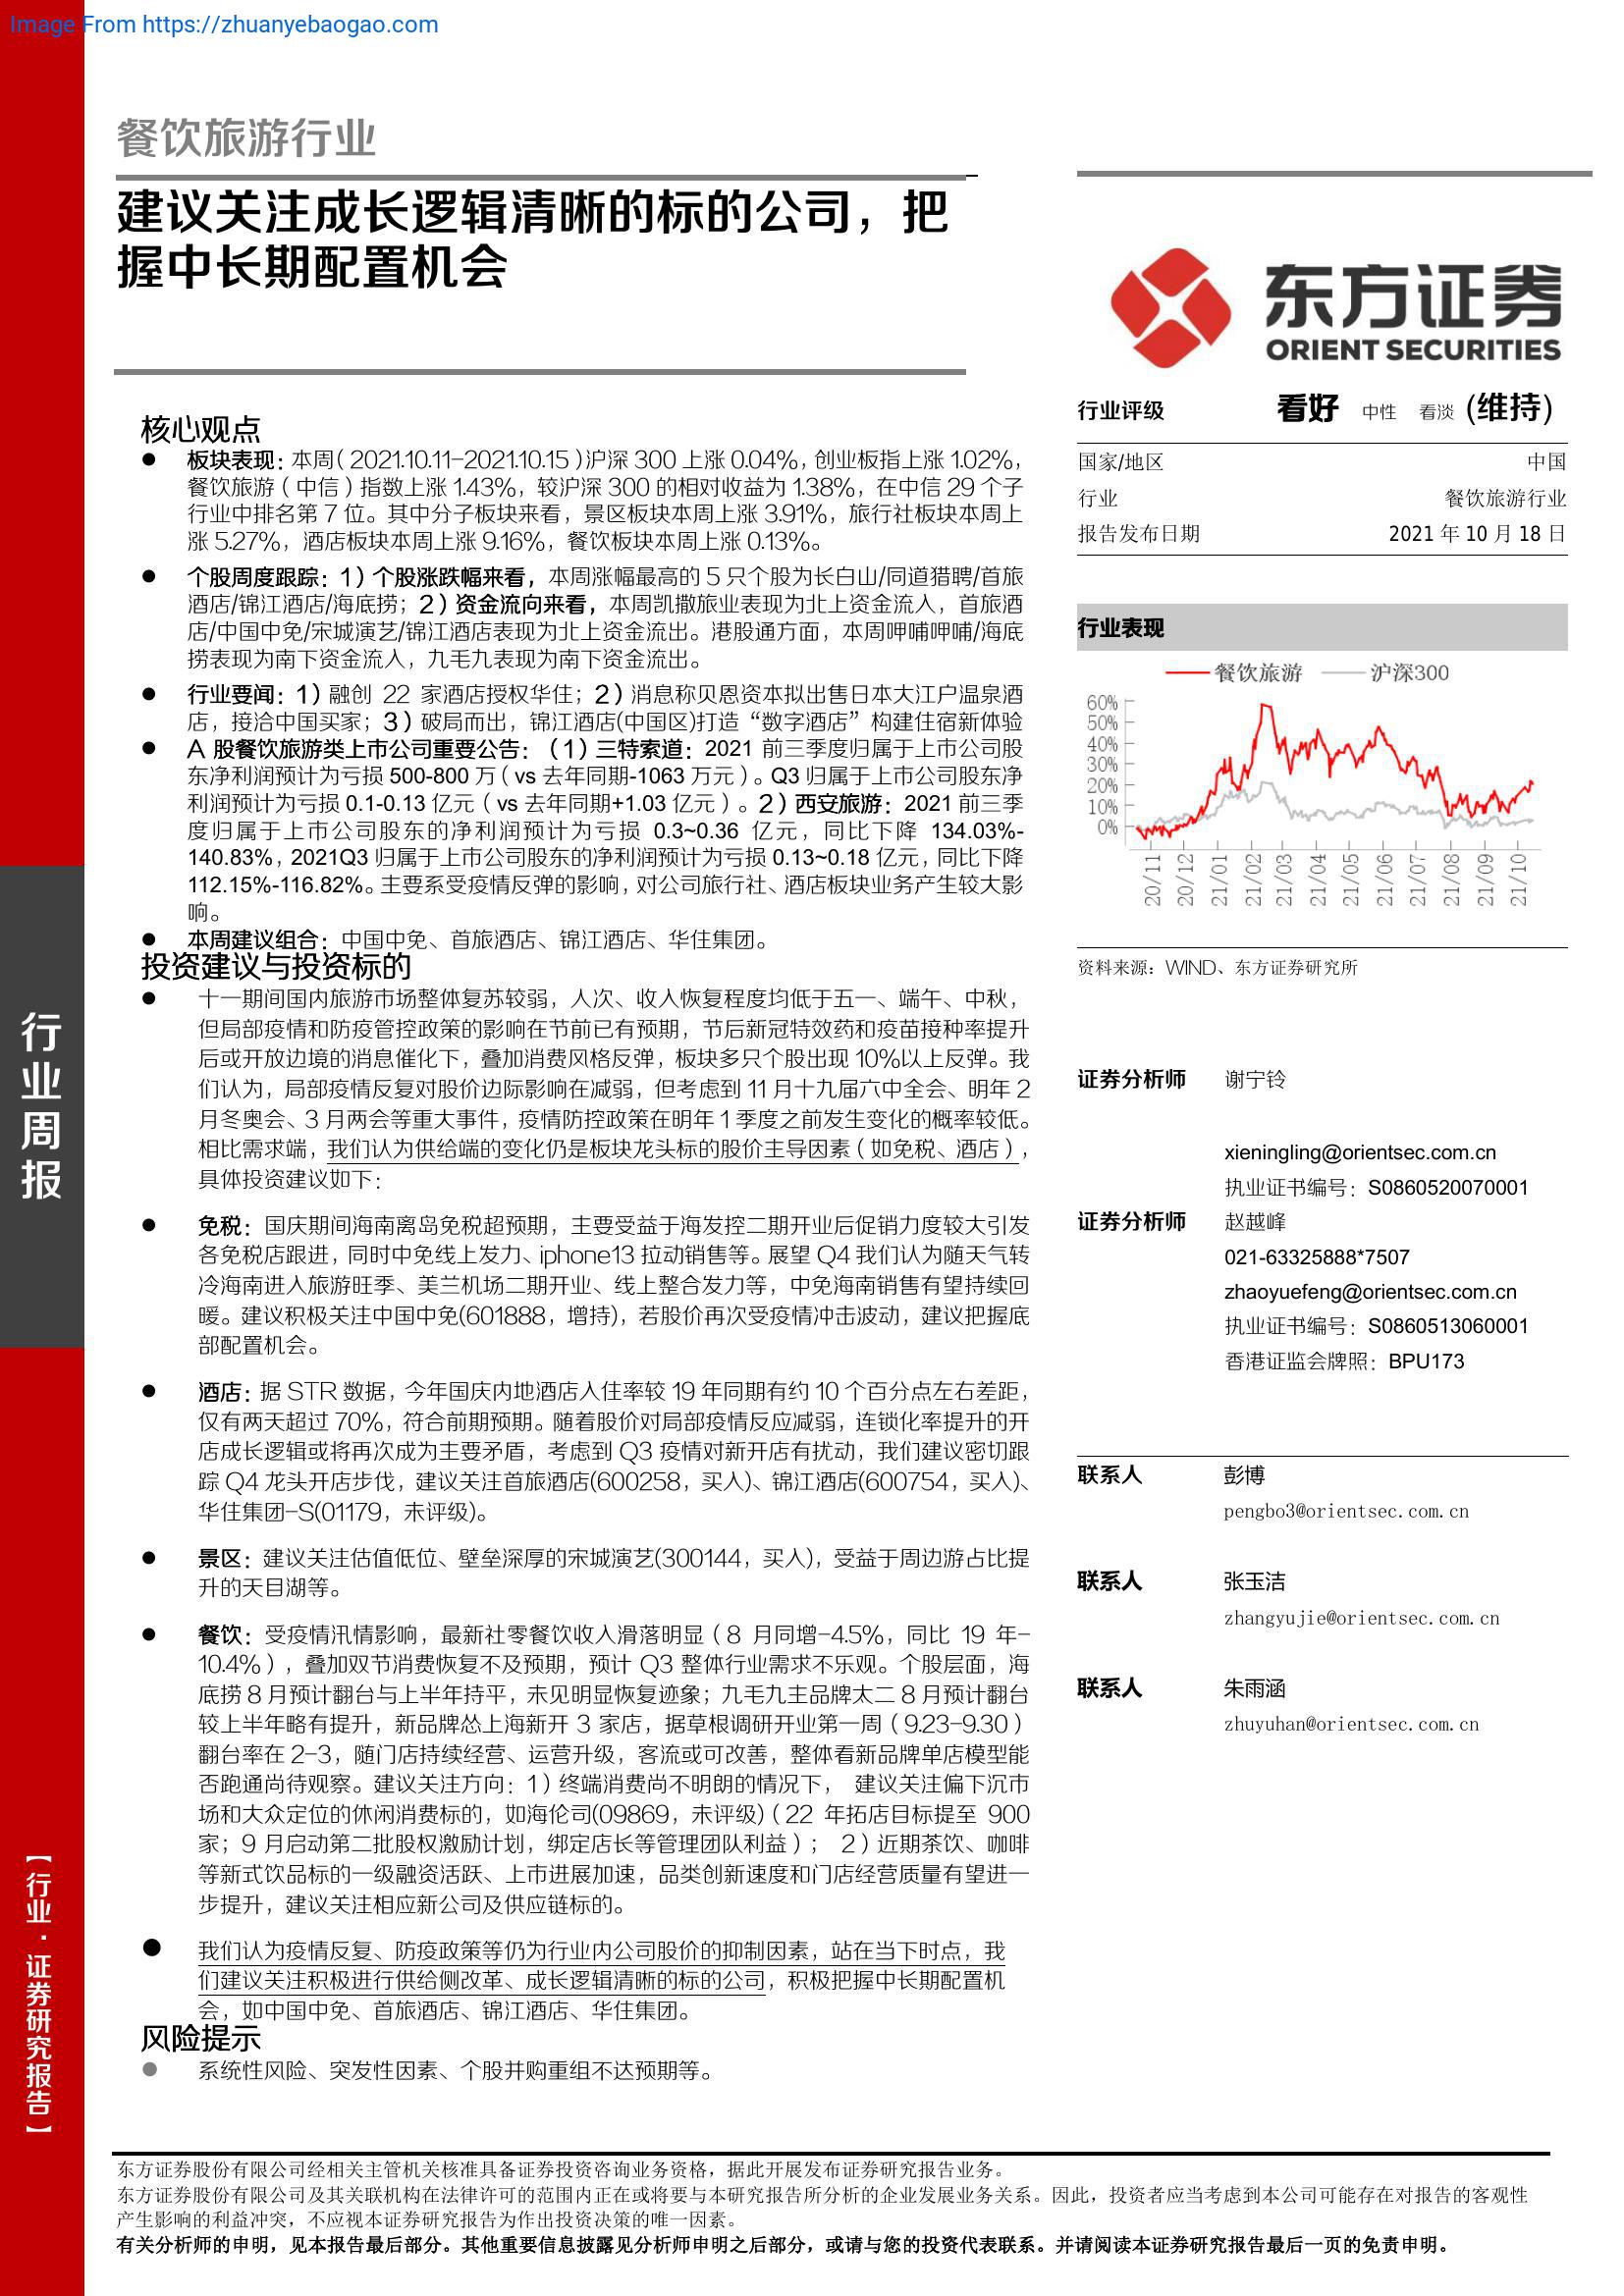 Image From https://zhuanyebaogao.com
餐饮旅游行业
建议关注成长逻辑清晰的标的公司，把
握中长期配置机会
核心观点
● 板块表现：本周（2021.10.11-2021.10.15）沪深 300 上涨 0.04%，创业板指上涨 1.02%，
餐饮旅游（中信）指数上涨 1.43%，较沪深 300 的相对收益为 1.38%，在中信 29 个子
行业中排名第 7 位。其中分子板块来看，景区板块本周上涨 3.91%，旅行社板块本周上
涨 5.27%，酒店板块本周上涨 9.16%，餐饮板块本周上涨 0.13%。
● 个股周度跟踪：1）个股涨跌幅来看，本周涨幅最高的 5 只个股为长白山/同道猎聘/首旅
酒店/锦江酒店/海底捞；2）资金流向来看，本周凯撒旅业表现为北上资金流入，首旅酒
店/中国中免/宋城演艺/锦江酒店表现为北上资金流出。港股通方面，本周呷哺呷哺/海底
捞表现为南下资金流入，九毛九表现为南下资金流出。
● 行业要闻：1）融创 22 家酒店授权华住；2）消息称贝恩资本拟出售日本大江户温泉酒
店，接洽中国买家；3）破局而出，锦江酒店(中国区)打造“数字酒店”构建住宿新体验
● A 股餐饮旅游类上市公司重要公告：（1）三特索道：2021 前三季度归属于上市公司股
东净利润预计为亏损 500-800 万（vs 去年同期-1063 万元）。Q3 归属于上市公司股东净
利润预计为亏损 0.1-0.13 亿元（vs 去年同期+1.03 亿元）。2）西安旅游：2021 前三季
度归属于上市公司股东的净利润预计为亏损 0.3~0.36 亿元，同比下降 134.03%-
140.83%，2021Q3 归属于上市公司股东的净利润预计为亏损 0.13~0.18 亿元，同比下降
112.15%-116.82%。主要系受疫情反弹的影响，对公司旅行社、酒店板块业务产生较大影
响。
● 本周建议组合：中国中免、首旅酒店、锦江酒店、华住集团。
投资建议与投资标的
● 十一期间国内旅游市场整体复苏较弱，人次、收入恢复程度均低于五一、端午、中秋，
但局部疫情和防疫管控政策的影响在节前已有预期，节后新冠特效药和疫苗接种率提升
后或开放边境的消息催化下，叠加消费风格反弹，板块多只个股出现 10%以上反弹。我
们认为，局部疫情反复对股价边际影响在减弱，但考虑到 11 月十九届六中全会、明年 2
月冬奥会、3 月两会等重大事件，疫情防控政策在明年 1 季度之前发生变化的概率较低。
相比需求端，我们认为供给端的变化仍是板块龙头标的股价主导因素（如免税、酒店），
具体投资建议如下：
● 免税：国庆期间海南离岛免税超预期，主要受益于海发控二期开业后促销力度较大引发
各免税店跟进，同时中免线上发力、iphone13 拉动销售等。展望 Q4 我们认为随天气转
冷海南进入旅游旺季、美兰机场二期开业、线上整合发力等，中免海南销售有望持续回
暖。建议积极关注中国中免(601888，增持)，若股价再次受疫情冲击波动，建议把握底
部配置机会。
● 酒店：据 STR 数据，今年国庆内地酒店入住率较 19 年同期有约 10 个百分点左右差距，
仅有两天超过 70%，符合前期预期。随着股价对局部疫情反应减弱，连锁化率提升的开
店成长逻辑或将再次成为主要矛盾，考虑到 Q3 疫情对新开店有扰动，我们建议密切跟
踪 Q4 龙头开店步伐，建议关注首旅酒店(600258，买入)、锦江酒店(600754，买入)、
华住集团-S(01179，未评级)。
● 景区：建议关注估值低位、壁垒深厚的宋城演艺(300144，买入)，受益于周边游占比提
升的天目湖等。
● 餐饮：受疫情汛情影响，最新社零餐饮收入滑落明显（8 月同增-4.5%，同比 19 年-
10.4%），叠加双节消费恢复不及预期，预计 Q3 整体行业需求不乐观。个股层面，海
底捞 8 月预计翻台与上半年持平，未见明显恢复迹象；九毛九主品牌太二 8 月预计翻台
较上半年略有提升，新品牌怂上海新开 3 家店，据草根调研开业第一周（9.23-9.30）
翻台率在 2-3，随门店持续经营、运营升级，客流或可改善，整体看新品牌单店模型能
否跑通尚待观察。建议关注方向：1）终端消费尚不明朗的情况下， 建议关注偏下沉市
场和大众定位的休闲消费标的，如海伦司(09869，未评级)（22 年拓店目标提至 900
家；9 月启动第二批股权激励计划，绑定店长等管理团队利益）； 2）近期茶饮、咖啡
等新式饮品标的一级融资活跃、上市进展加速，品类创新速度和门店经营质量有望进一
步提升，建议关注相应新公司及供应链标的。
● 我们认为疫情反复、防疫政策等仍为行业内公司股价的抑制因素，站在当下时点，我
们建议关注积极进行供给侧改革、成长逻辑清晰的标的公司，积极把握中长期配置机
会，如中国中免、首旅酒店、锦江酒店、华住集团。
风险提示
● 系统性风险、突发性因素、个股并购重组不达预期等。
东方证券
ORIENT SECURITIES
行业评级 看好 中性 看淡 (维持)
国家/地区 中国
行业 餐饮旅游行业
报告发布日期 2021 年 10 月 18 日
行业表现
餐饮旅游 沪深300
60%
50%
40%
30%
20%
10%
0%
20/11 20/12 21/01 21/02 21/03 21/04 21/05 21/06 21/07 21/08 21/09 21/10
资料来源：WIND、东方证券研究所
证券分析师 谢宁铃
xieningling@orientsec.com.cn
执业证书编号：S0860520070001
证券分析师 赵越峰
021-63325888*7507
zhaoyuefeng@orientsec.com.cn
执业证书编号：S0860513060001
香港证监会牌照：BPU173
联系人 彭博
pengbo3@orientsec.com.cn
联系人 张玉洁
zhangyujie@orientsec.com.cn
联系人 朱雨涵
zhuyuhan@orientsec.com.cn
行业周报
【行业·证券研究报告】
东方证券股份有限公司经相关主管机关核准具备证券投资咨询业务资格，据此开展发布证券研究报告业务。
东方证券股份有限公司及其关联机构在法律许可的范围内正在或将要与本研究报告所分析的企业发展业务关系。因此，投资者应当考虑到本公司可能存在对报告的客观性
产生影响的利益冲突，不应视本证券研究报告为作出投资决策的唯一因素。
有关分析师的申明，见本报告最后部分。其他重要信息披露见分析师申明之后部分，或请与您的投资代表联系。并请阅读本证券研究报告最后一页的免责申明。